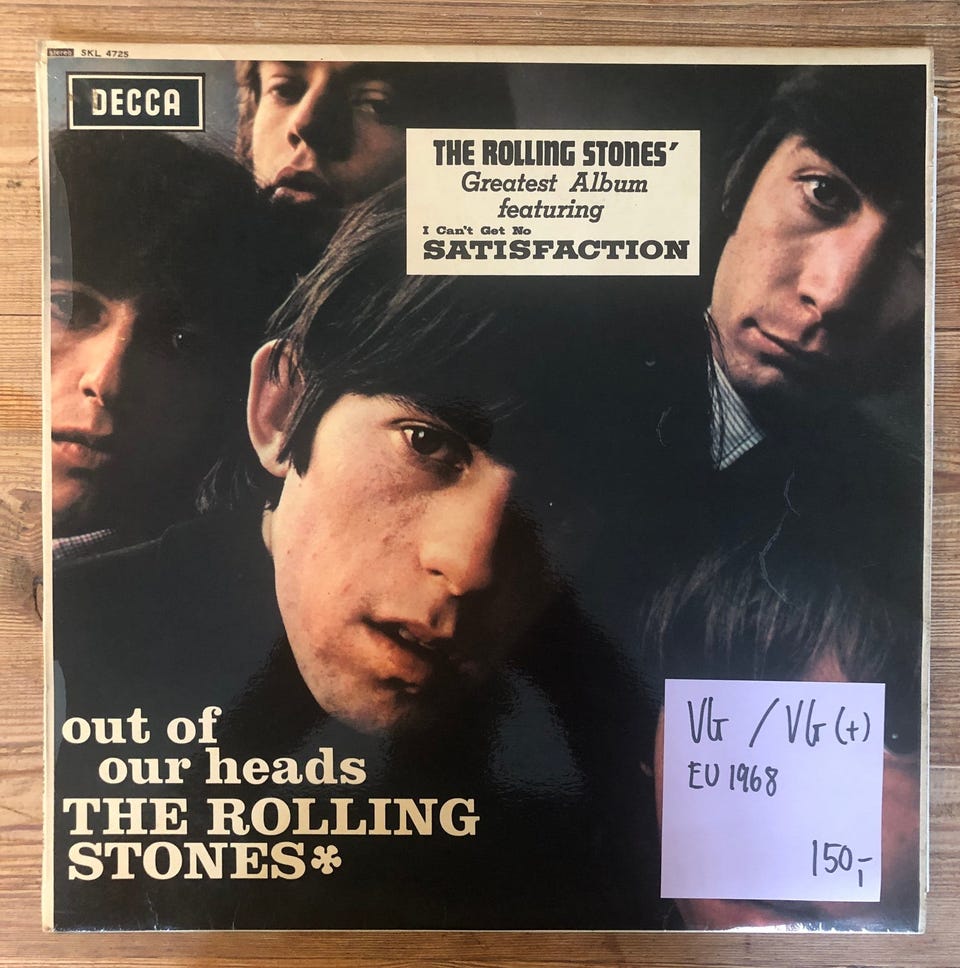 stereo SKL 4725
DECCA
THE ROLLING STONES'
Greatest Album
featuring
I Can't Get No
SATISFACTION
out of
our heads
THE ROLLING
STONES*
VG / VG (+)
EU 1968
150,-